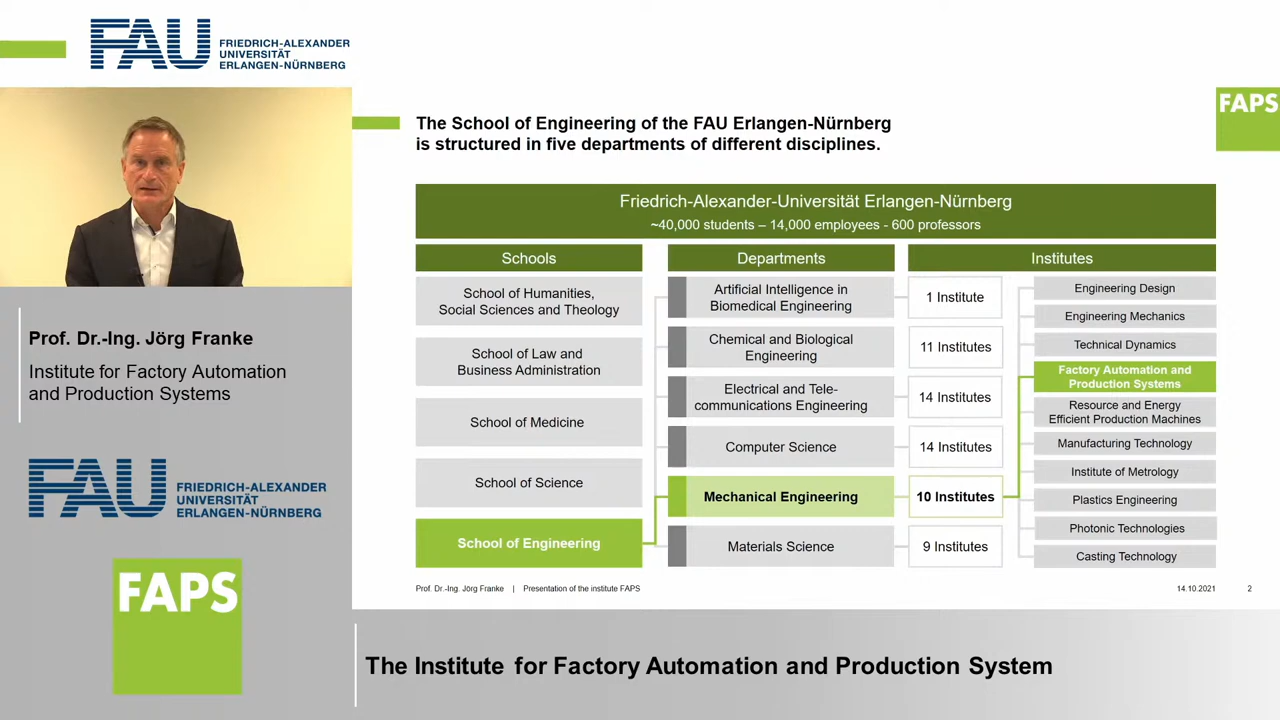 FAU FRIEDRICH-ALEXANDER
UNIVERSITÄT
ERLANGEN-NÜRNBERG
FAPS
The School of Engineering of the FAU Erlangen-Nürnberg
is structured in five departments of different disciplines.
Friedrich-Alexander-Universität Erlangen-Nürnberg
~40,000 students – 14,000 employees - 600 professors
Schools
School of Humanities,
Social Sciences and Theology
School of Law and
Business Administration
School of Medicine
School of Science
School of Engineering
Departments
Artificial Intelligence in
Biomedical Engineering
Chemical and Biological
Engineering
Electrical and Tele-
communications Engineering
Computer Science
Mechanical Engineering
Materials Science
Institutes
1 Institute
11 Institutes
14 Institutes
14 Institutes
10 Institutes
9 Institutes
Engineering Design
Engineering Mechanics
Technical Dynamics
Factory Automation and
Production Systems
Resource and Energy
Efficient Production Machines
Manufacturing Technology
Institute of Metrology
Plastics Engineering
Photonic Technologies
Casting Technology
Prof. Dr.-Ing. Jörg Franke | Presentation of the institute FAPS
14.10.2021 2
Prof. Dr.-Ing. Jörg Franke
Institute for Factory Automation
and Production Systems
FAU FRIEDRICH-ALEXANDER
UNIVERSITÄT
ERLANGEN-NÜRNBERG
FAPS
The Institute for Factory Automation and Production System